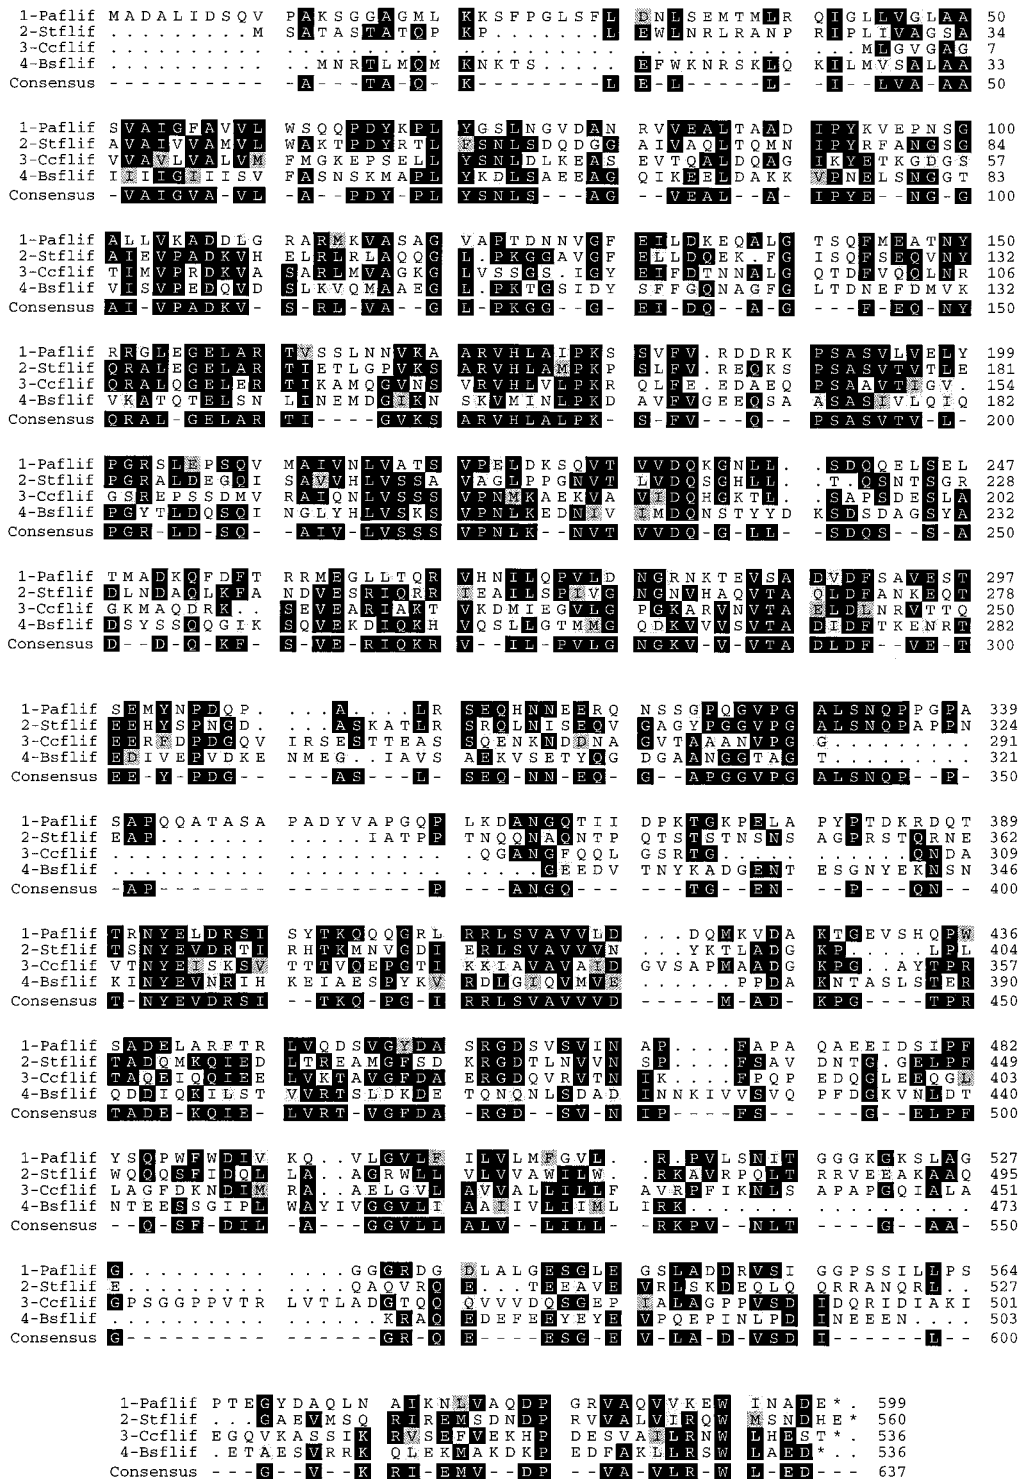 1-Paflif MADALIDSQV PAKSGGAGML KKSFPGLSFL DNLSEMTMLR QIGLLVGLAA 50
2-Stflif .........M SATASTATQP KP.......L EWLNRLRANP RIPLIVAGSA 34
3-Ccflif .......... .......... .......... .......... ...MLGVGAG 7
4-Bsflif .......... ..MNRTLMQM KNKTS..... EFWKNRSKLQ KILMVSALAA 33
Consensus ---------- -A--TA-Q-- K--------L E-L-----L- -I--LVA-AA 50
1-Paflif SVAIGFAVVL WSQQPDYKPL YGSLNGVDAN RVVEALTAAD IPYKVEPNSG 100
2-Stflif AVAIVVAMVL WAKTPDYRTL FSNLSDQDGG AIVAQLTQMN IPYRFANGSG 84
3-Ccflif VVAVLVALVM FMGKEPSELL YSNLDLKEAS EVTQALDQAG IKYETKGDGS 57
4-Bsflif IIIIGIIISV FASNSKMAPL YKDLSAEEAG QIKEELDAKK VPNELSNGGT 83
Consensus -VAIGVA-VL -A--PDY-PL YSNLS---AG --VEAL--A- IPYE---NG-G 100
1-Paflif ALLVKADDLG RARMKVASAG VAPTDNNVGF EILDKEQALG TSQFMEATNY 150
2-Stflif AIEVPADKVH ELRLRLAQQG L.PKGGAVGF ELLDQEK.FG ISQFSEQVNY 132
3-Ccflif TIMVPRDKVA SARLMVAGKG LVSSGS.IGY EIFDTNNALG QTDFVQQLNR 106
4-Bsflif VISVPEDQVD SLKVQMAAEG L.PKTGSIDY SFFGQNAGFG LTDNEFDMVK 132
Consensus AI-VPADKV- S-RL-VA--G L-PKGG--G- EI-DQ--A-G ---F-EQ-NY 150
1-Paflif RRGLEGELAR TVSSLNNVKA ARVHLAIPKS SVFV.RDDRK PSASVLVELY 199
2-Stflif QRALEGELAR TIETLGPVKS ARVHLAMPKP SLFV.REQKS PSASVTVTLE 181
3-Ccflif QRALQGELER TIKAMQGVNS VRVHLVLPKR QLFE.EDAEQ PSAAVTIGV. 154
4-Bsflif VKATQTELSN LINEMDGIKN SKVMINLPKD AVFVGEEQSA ASASIVLQIQ 182
Consensus QRAL-GELAR TI----GVKS ARVHLALPK- S-FV---Q-- PSASVTV-L- 200
1-Paflif PGRSLEPSQV MAIVNLVATS VPELDKSQVT VVDQKGNLL. .SDQQELSEL 247
2-Stflif PGRALDEGQI SAVVHLVSSA VAGLPPGNVT LVDQSGHLL. .T.QSNTSGR 228
3-Ccflif GSREPSSDMV RAIQNLVSSS VPNMKAEKVA VIDQHGKTL. .SAPSDESLA 202
4-Bsflif PGYTLDQSQI NGLYHLVSKS VPNLKEDNIV IMDQNSTYYD KSDSDAGSYA 232
Consensus PGR-LD-SQ- --AIV-LVSSS VPNLK--NVT VVDQ-G-LL- -SDQS--S-A 250
1-Paflif TMADKQFDFT RRMEGLLTQR VHNILQPVLD NGRNKTEVSA DVDFSAVEST 297
2-Stflif DLNDAQLKFA NDVESRIQRR IEAILSPIVG NGNVHAQVTA QLDFANKEQT 278
3-Ccflif GKMAQDRK.. SEVEARIAKT VKDMIEGVLG PGKARVNVTA ELDLNRVTTQ 250
4-Bsflif DSYSSQQGIK SQVEKDIQKH VQSLLGTMMG QDKVVVSVTA DIDFTKENRT 282
Consensus D--D-Q-KF- S-VE-RIQKR V--IL-PVLG NGKV-V-VTA DLDF--VE-T 300
1-Paflif SEMYNPDQP. ...A....LR SEQHNNEERQ NSSGPQGVPG ALSNQPPGPA 339
2-Stflif EEHYSPNGD. ...ASKATLR SRQLNISEQV GAGYPGGVPG ALSNQPAPPN 324
3-Ccflif EERFDPDGQV IRSESTTEAS SQENKNDDNA GVTAAANVPG G......... 291
4-Bsflif EDIVEPVDKE NMEG..IAVS AEKVSETYQG DGAANGGTAG T......... 321
Consensus EE-Y-PDG-- ---AS---L- SEQ-NN-EQ- G--APGGVPG ALSNQP--P- 350
1-Paflif SAPQQATASA PADYVAPGQP LKDANGQTII DPKTGKPELA PYPTDKRDQT 389
2-Stflif EAP....... .....IATPP TNQQNAQNTP QTSTSTNSNS AGPRSTQRNE 362
3-Ccflif .......... .......... .QGANGFQQL GSRTG..... ......QNDA 309
4-Bsflif .......... .......... .....GEEDV TNYKADGENT ESGNYEKNSN 346
Consensus -AP------- ---------P ---ANGQ--- ---TG--EN- --P---QN-- 400
1-Paflif TRNYELDRSI SYTKQQQGRL RRLSVAVVLD ...DQMKVDA KTGEVSHQPW 436
2-Stflif TSNYEVDRTI RHTKMNVGDI ERLSVAVVVN ...YKTLADG KP.....LPL 404
3-Ccflif VTNYEISKSV TTTVQEPGTI KKIAVAVAID GVSAPMAADG KPG..AYTPR 357
4-Bsflif KINYEVNRIH KEIAESPYKV RDLGIQVMVE .....PPDA KNTASLSTER 390
Consensus T-NYEVDRSI --TKQ-PG-I RRLSVAVVVD -----M-AD- KPG----TPR 450
1-Paflif SADELARFTR LVQDSVGYDA SRGDSVSVIN AP....FAPA QAEEIDSIPF 482
2-Stflif TADQMKQIED LTREAMGFSD KRGDTLNVVN SP....FSAV DNTG.GELPF 449
3-Ccflif TAQEIQQIEE LVKTAVGFDA ERGDQVRVTN IK....FPQP EDQGLEEQGL 403
4-Bsflif QDDIQKILST VVRTSLDKDE TQNQNLSDAD INNKIVVSVQ PFDGKVNLDT 440
Consensus TADE-KQIE- LVRT-VGFDA -RGD-SV-N IP----FS-- ---G--ELPF 500
1-Paflif YSQPWFWDIV KQ..VLGVLF ILVLMFGVL. .R.PVLSNIT GGGKGKSLAG 527
2-Stflif WQQQSFIDQL LA..AGRWLL VLVVAWILW. .RKAVRPQLT RRVEEAKAAQ 495
3-Ccflif LAGFDKNDIM RA..AELGVL AVVALLILLF AVRPFIKNLS APAPGQIALA 451
4-Bsflif NTEESSGIPL WAYIVGGVLI AAIIVLIIML IRK....... .......... 473
Consensus --Q-SF-DIL -A---GGVLL ALV--LILL- -RKPV--NLT ----G--AA- 550
1-Paflif G......... ....GGGRDG DLALGESGLE GSLADDRVSI GGPSSILLPS 564
2-Stflif E......... ....QAQVRQ E...TEEAVE VRLSKDEQLQ QRRANQRL.. 527
3-Ccflif GPSGGPPVTR LVTLADGTQQ QVVVDQSGEP IALAGPPVSD IDQRIDIAKI 501
4-Bsflif .......... ......KRAQ EDEFEEYEYE VPQEPINLPD INEEEN.... 503
Consensus G--------- ------GR-Q E----ESG-E V-LA-D-VSD I------L-- 600
1-Paflif PTEGYDAQLN AIKNLVAQDP GRVAQVVKEW INADE*. 599
2-Stflif ...GAEVMSQ RIREMSDNDP RVVALVIRQW MSNDHE* 560
3-Ccflif EGQVKASSIK RVSEFVEKHP DESVAILRNW LHEST*. 536
4-Bsflif .ETAESVRRK QLEKMAKDKP EDFAKLLRSW LAED*.. 536
Consensus ---G--V--K RI-EMV--DP --VA-VLR-W L-ED--- 637